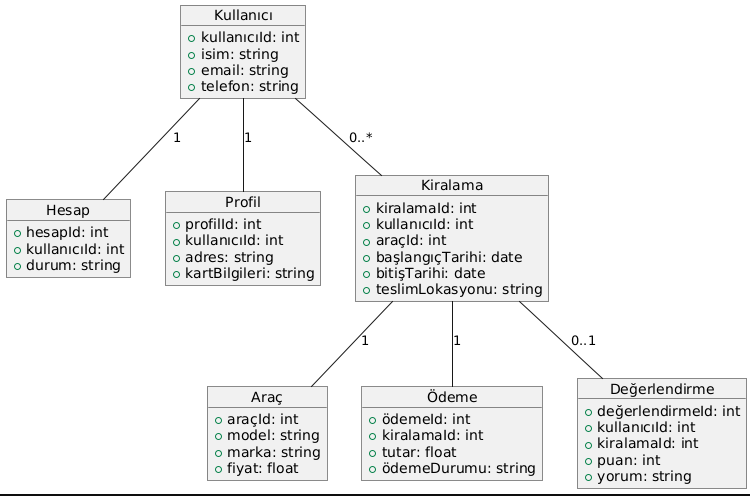 Kullanıcı
kullanıcıId: int
isim: string
email: string
telefon: string
1
1
0..*
Hesap
hesapId: int
kullanıcıId: int
durum: string
Profil
profilId: int
kullanıcıId: int
adres: string
kartBilgileri: string
Kiralama
kiralamaId: int
kullanıcıId: int
araçId: int
başlangıçTarihi: date
bitişTarihi: date
teslimLokasyonu: string
1
1
0..1
Araç
araçId: int
model: string
marka: string
fiyat: float
Ödeme
ödemeId: int
kiralamaId: int
tutar: float
ödemeDurumu: string
Değerlendirme
değerlendirmeId: int
kullanıcıId: int
kiralamaId: int
puan: int
yorum: string